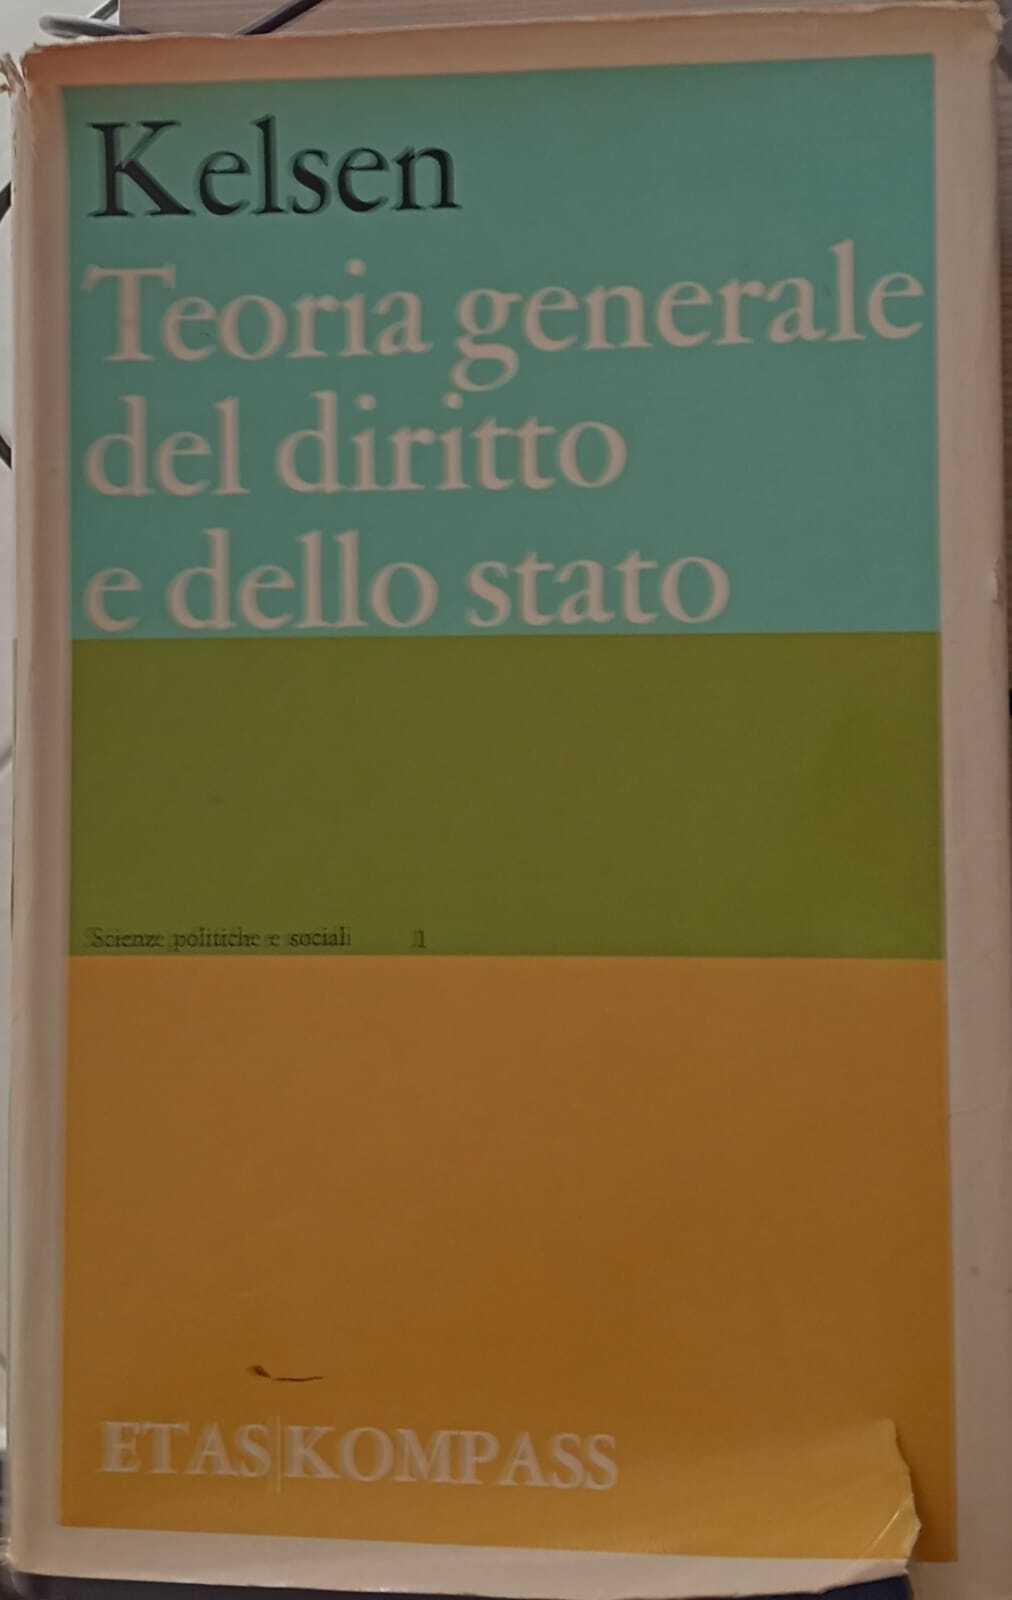 Kelsen
Teoria generale
del diritto
e dello stato
Scienze politiche e sociali 1
ETAS|KOMPASS